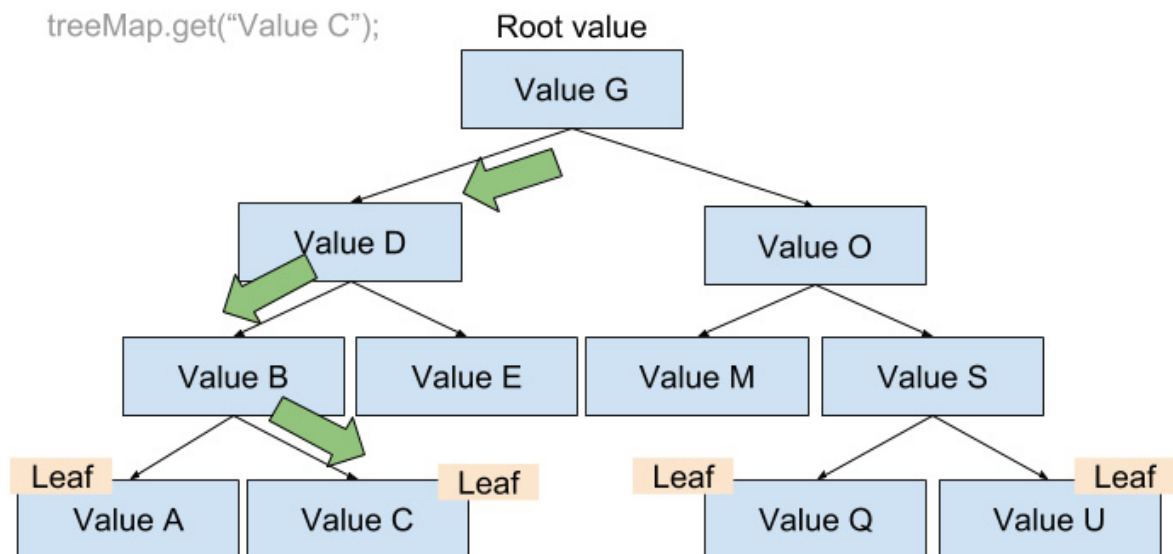 treeMap.get(“Value C”);
Root value
Value G
Value D
Value O
Value B
Value E
Value M
Value S
Leaf
Leaf
Leaf
Leaf
Value A
Value C
Value Q
Value U